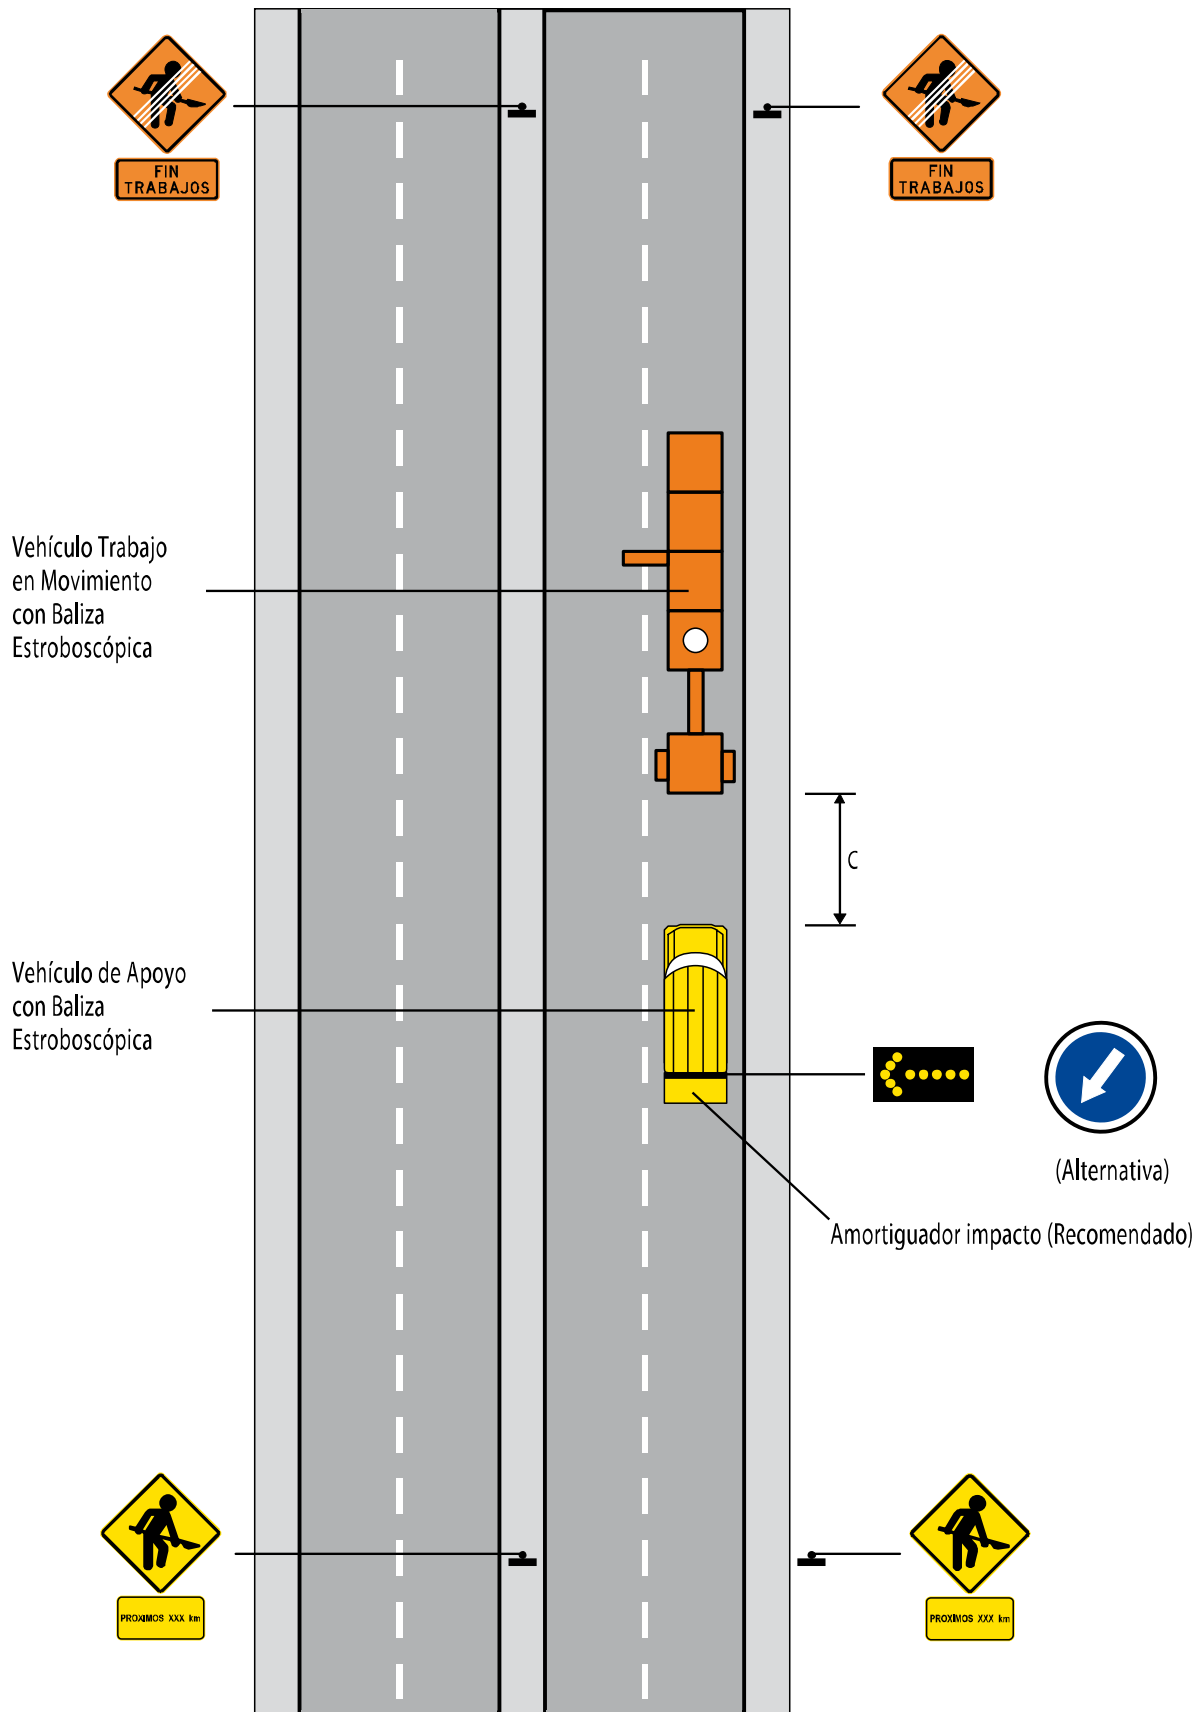 FIN
TRABAJOS
FIN
TRABAJOS
Vehículo Trabajo
en Movimiento
con Baliza
Estroboscópica
C
Vehículo de Apoyo
con Baliza
Estroboscópica
(Alternativa)
Amortiguador impacto (Recomendado)
PROXIMOS XXX km
PROXIMOS XXX km